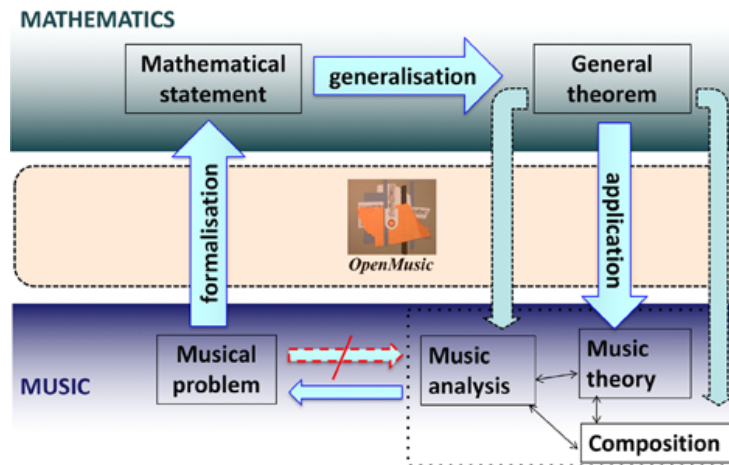 MATHEMATICS
Mathematical
statement
generalisation
General
theorem
formalisation
application
OpenMusic
MUSIC
Musical
problem
Music
analysis
Music
theory
Composition